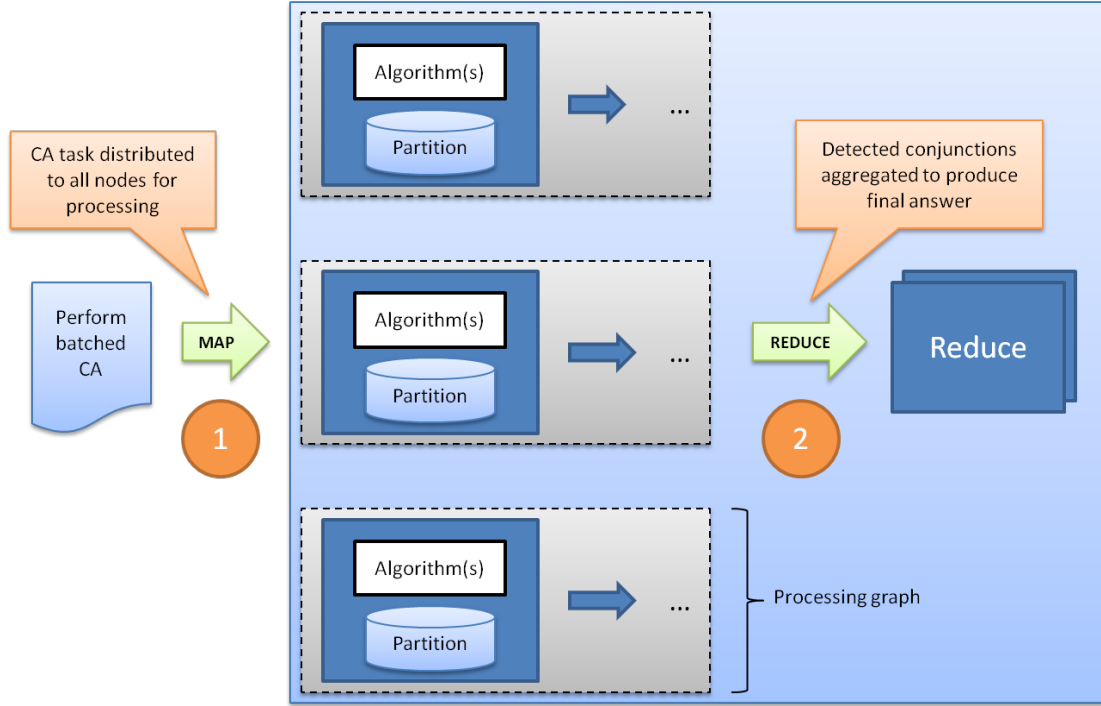 CA task distributed
to all nodes for
processing
Perform
batched
CA
MAP
1
Algorithm(s)
Partition
...
Algorithm(s)
Partition
...
Algorithm(s)
Partition
...
Processing graph
Detected conjunctions
aggregated to produce
final answer
REDUCE
2
Reduce